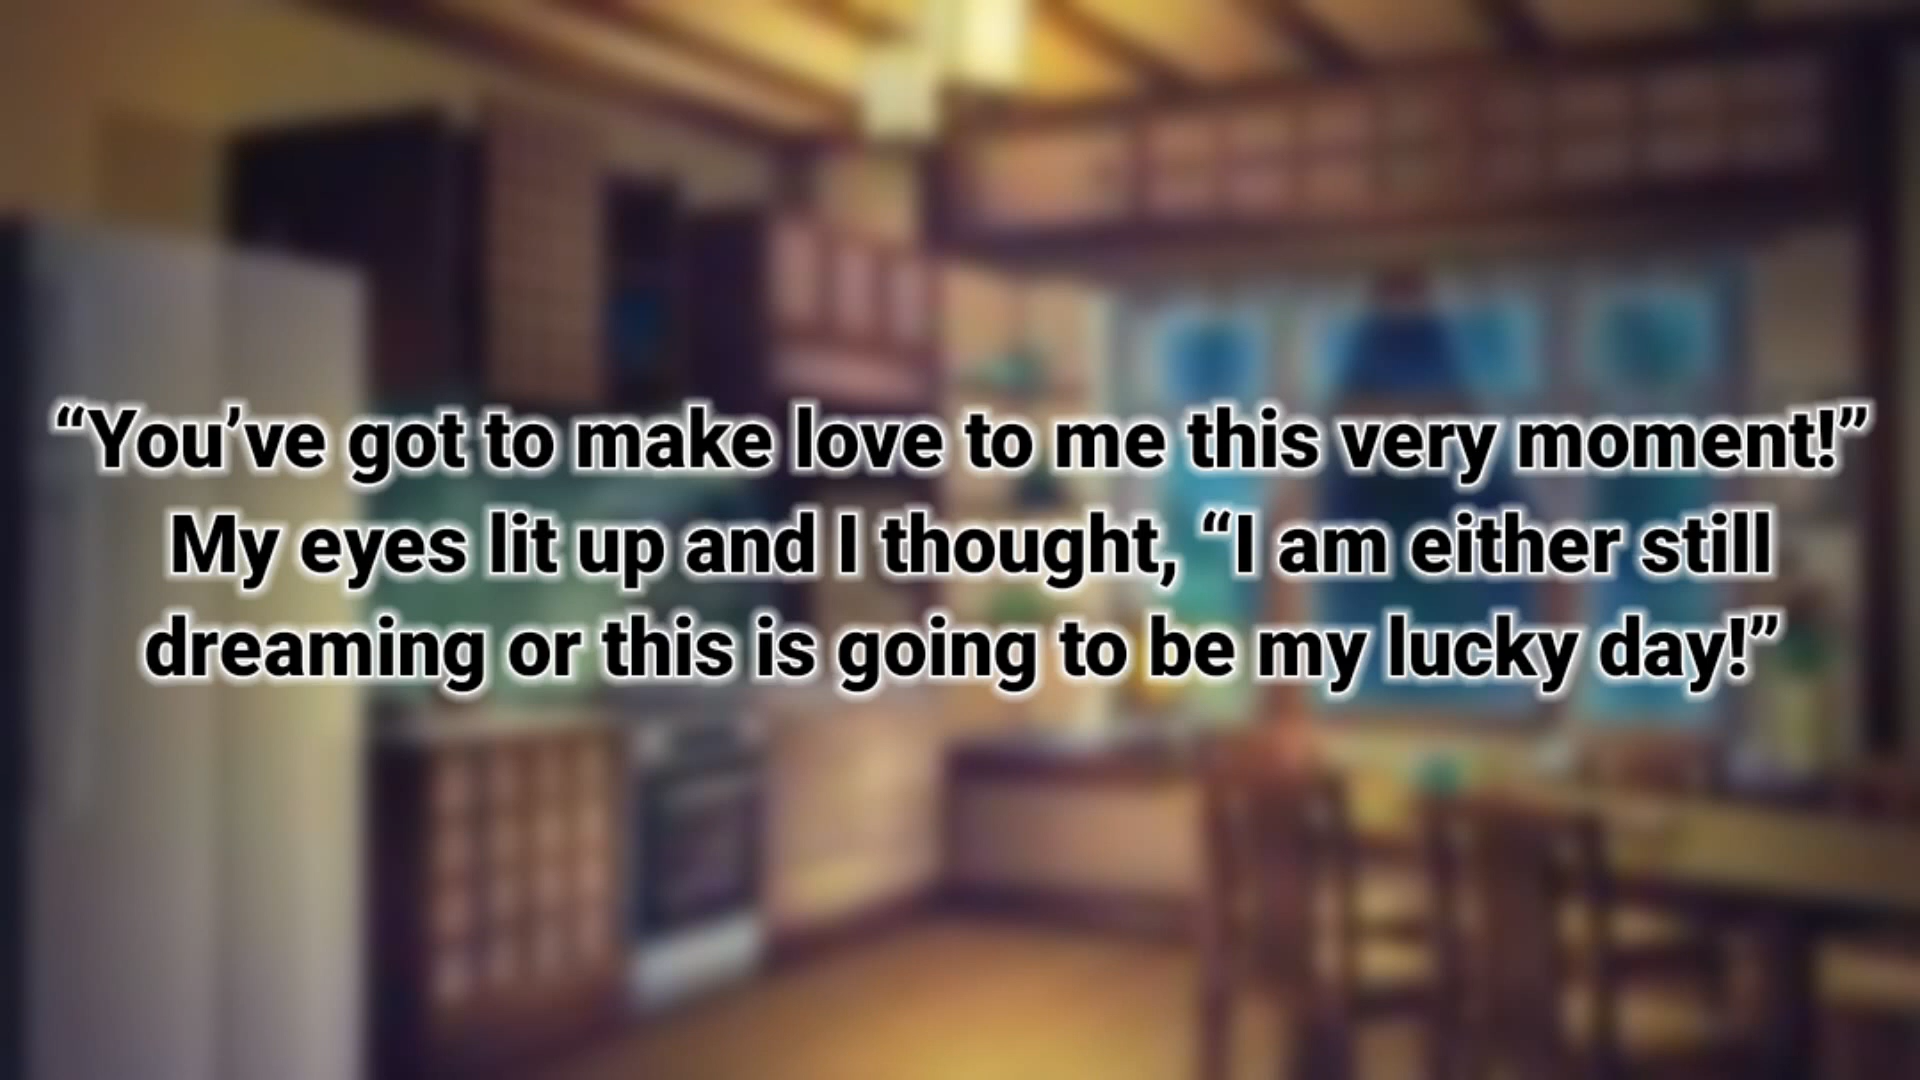 “You’ve got to make love to me this very moment!”
My eyes lit up and I thought, “I am either still
dreaming or this is going to be my lucky day!”